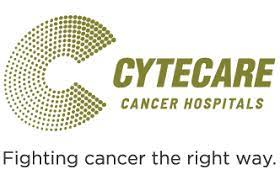 CYTECARE
CANCER HOSPITALS
Fighting cancer the right way.